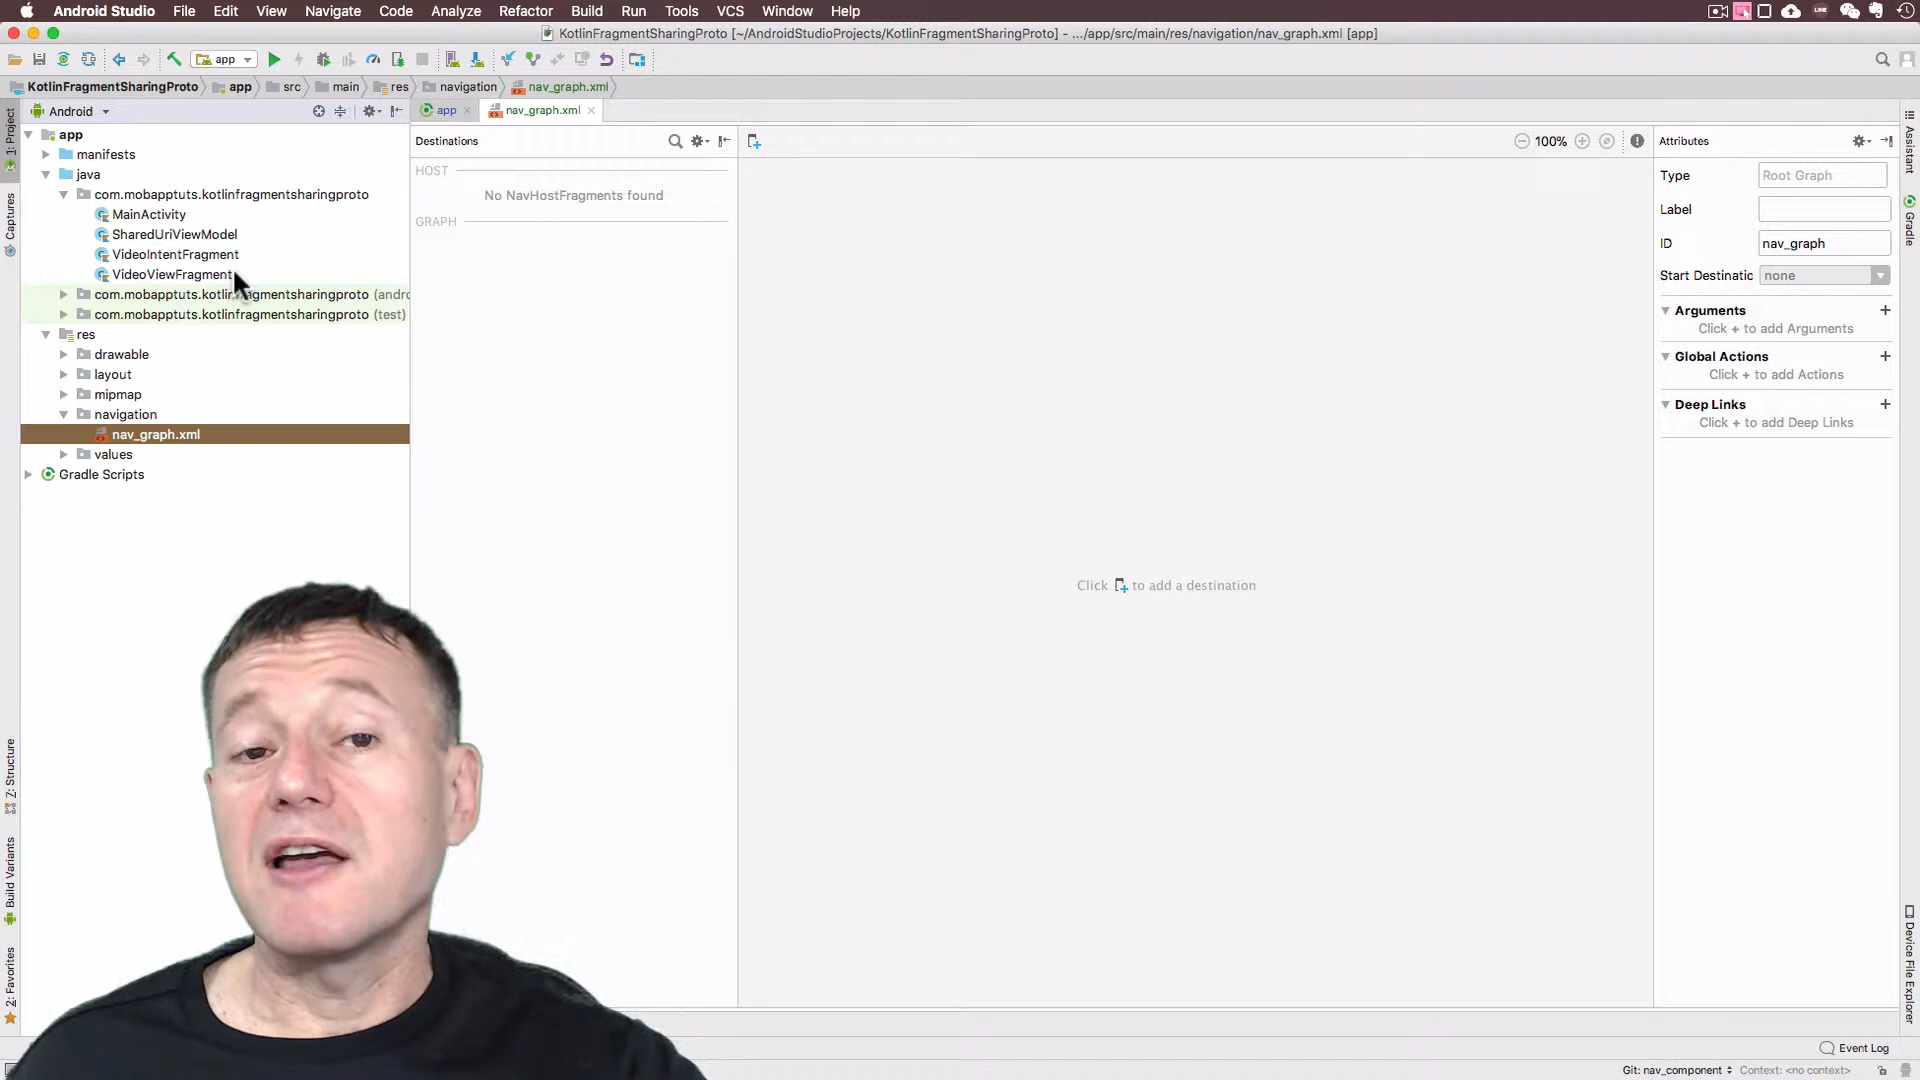 Android Studio File Edit View Navigate Code Analyze Refactor Build Run Tools VCS Window Help
KotlinFragmentSharingProto [~/AndroidStudioProjects/KotlinFragmentSharingProto] - .../app/src/main/res/navigation/nav_graph.xml [app]
app
KotlinFragmentSharingProto app src main res navigation nav_graph.xml
Android
app nav_graph.xml
1: Project
Captures
Z: Structure
Build Variants
2: Favorites
app
manifests
java
com.mobapptuts.kotlinfragmentsharingproto
MainActivity
SharedUriViewModel
VideoIntentFragment
VideoViewFragment
com.mobapptuts.kotlinfragmentsharingproto (andro
com.mobapptuts.kotlinfragmentsharingproto (test)
res
drawable
layout
mipmap
navigation
nav_graph.xml
values
Gradle Scripts
Destinations
HOST
No NavHostFragments found
GRAPH
100%
Click to add a destination
Attributes
Type Root Graph
Label
ID nav_graph
Start Destinatic none
Arguments
Click + to add Arguments
Global Actions
Click + to add Actions
Deep Links
Click + to add Deep Links
Assistant
Gradle
Device File Explorer
Event Log
Git: nav_component Context: <no context>